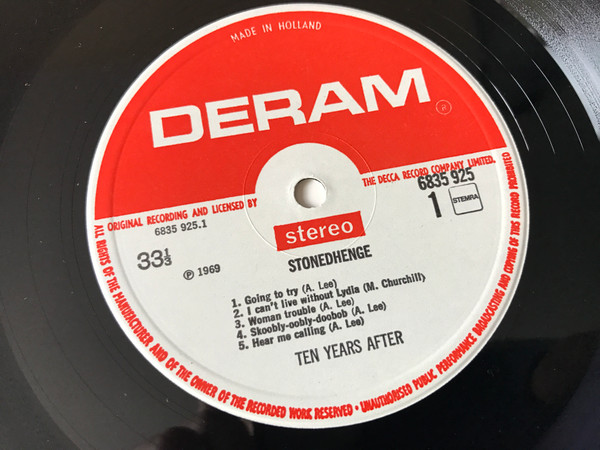 MADE IN HOLLAND
DERAM
®
ORIGINAL RECORDING AND LICENSED BY
THE DECCA RECORD COMPANY LIMITED.
6835 925.1
6835 925
stereo
1
STEMRA
33⅓
℗ 1969
STONEDHENGE
1. Going to try (A. Lee)
2. I can't live without Lydia (M. Churchill)
3. Woman trouble (A. Lee)
4. Skoobly-oobly-doobob (A. Lee)
5. Hear me calling (A. Lee)
TEN YEARS AFTER
ALL RIGHTS OF THE MANUFACTURER AND OF THE OWNER OF THE RECORDED WORK RESERVED • UNAUTHORISED PUBLIC PERFORMANCE BROADCASTING AND COPYING OF THIS RECORD PROHIBITED